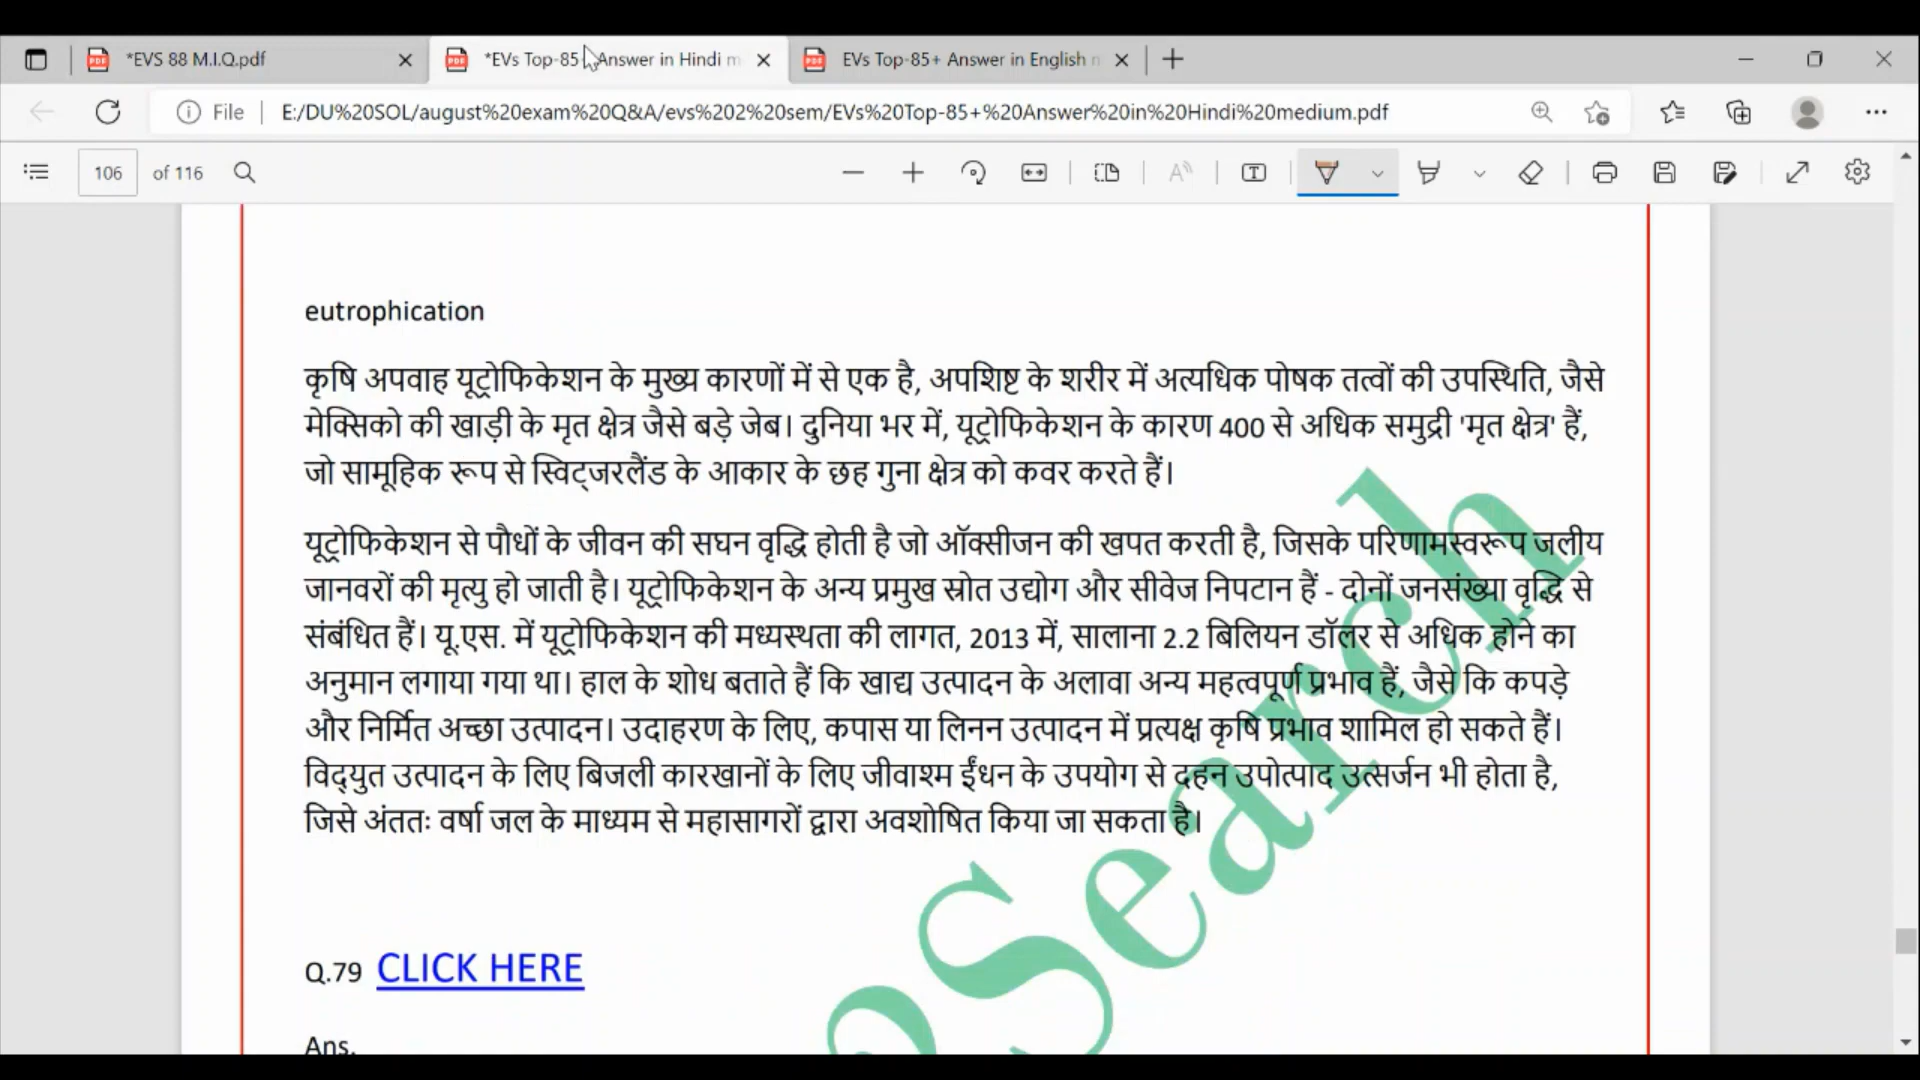 *EVS 88 M.I.Q.pdf
*EVs Top-85+ Answer in Hindi m
EVs Top-85+ Answer in English m
File
E:/DU%20SOL/august%20exam%20Q&A/evs%202%20sem/EVs%20Top-85+%20Answer%20in%20Hindi%20medium.pdf
106 of 116
eutrophication
कृषि अपवाह यूट्रोफिकेशन के मुख्य कारणों में से एक है, अपशिष्ट के शरीर में अत्यधिक पोषक तत्वों की उपस्थिति, जैसे
मेक्सिको की खाड़ी के मृत क्षेत्र जैसे बड़े जेब। दुनिया भर में, यूट्रोफिकेशन के कारण 400 से अधिक समुद्री 'मृत क्षेत्र' हैं,
जो सामूहिक रूप से स्विट्जरलैंड के आकार के छह गुना क्षेत्र को कवर करते हैं।
यूट्रोफिकेशन से पौधों के जीवन की सघन वृद्धि होती है जो ऑक्सीजन की खपत करती है, जिसके परिणामस्वरूप जलीय
जानवरों की मृत्यु हो जाती है। यूट्रोफिकेशन के अन्य प्रमुख स्रोत उद्योग और सीवेज निपटान हैं - दोनों जनसंख्या वृद्धि से
संबंधित हैं। यू.एस. में यूट्रोफिकेशन की मध्यस्थता की लागत, 2013 में, सालाना 2.2 बिलियन डॉलर से अधिक होने का
अनुमान लगाया गया था। हाल के शोध बताते हैं कि खाद्य उत्पादन के अलावा अन्य महत्वपूर्ण प्रभाव हैं, जैसे कि कपड़े
और निर्मित अच्छा उत्पादन। उदाहरण के लिए, कपास या लिनन उत्पादन में प्रत्यक्ष कृषि प्रभाव शामिल हो सकते हैं।
विद्युत उत्पादन के लिए बिजली कारखानों के लिए जीवाश्म ईंधन के उपयोग से दहन उपोत्पाद उत्सर्जन भी होता है,
जिसे अंततः वर्षा जल के माध्यम से महासागरों द्वारा अवशोषित किया जा सकता है।
Search
Q.79 CLICK HERE
Ans.